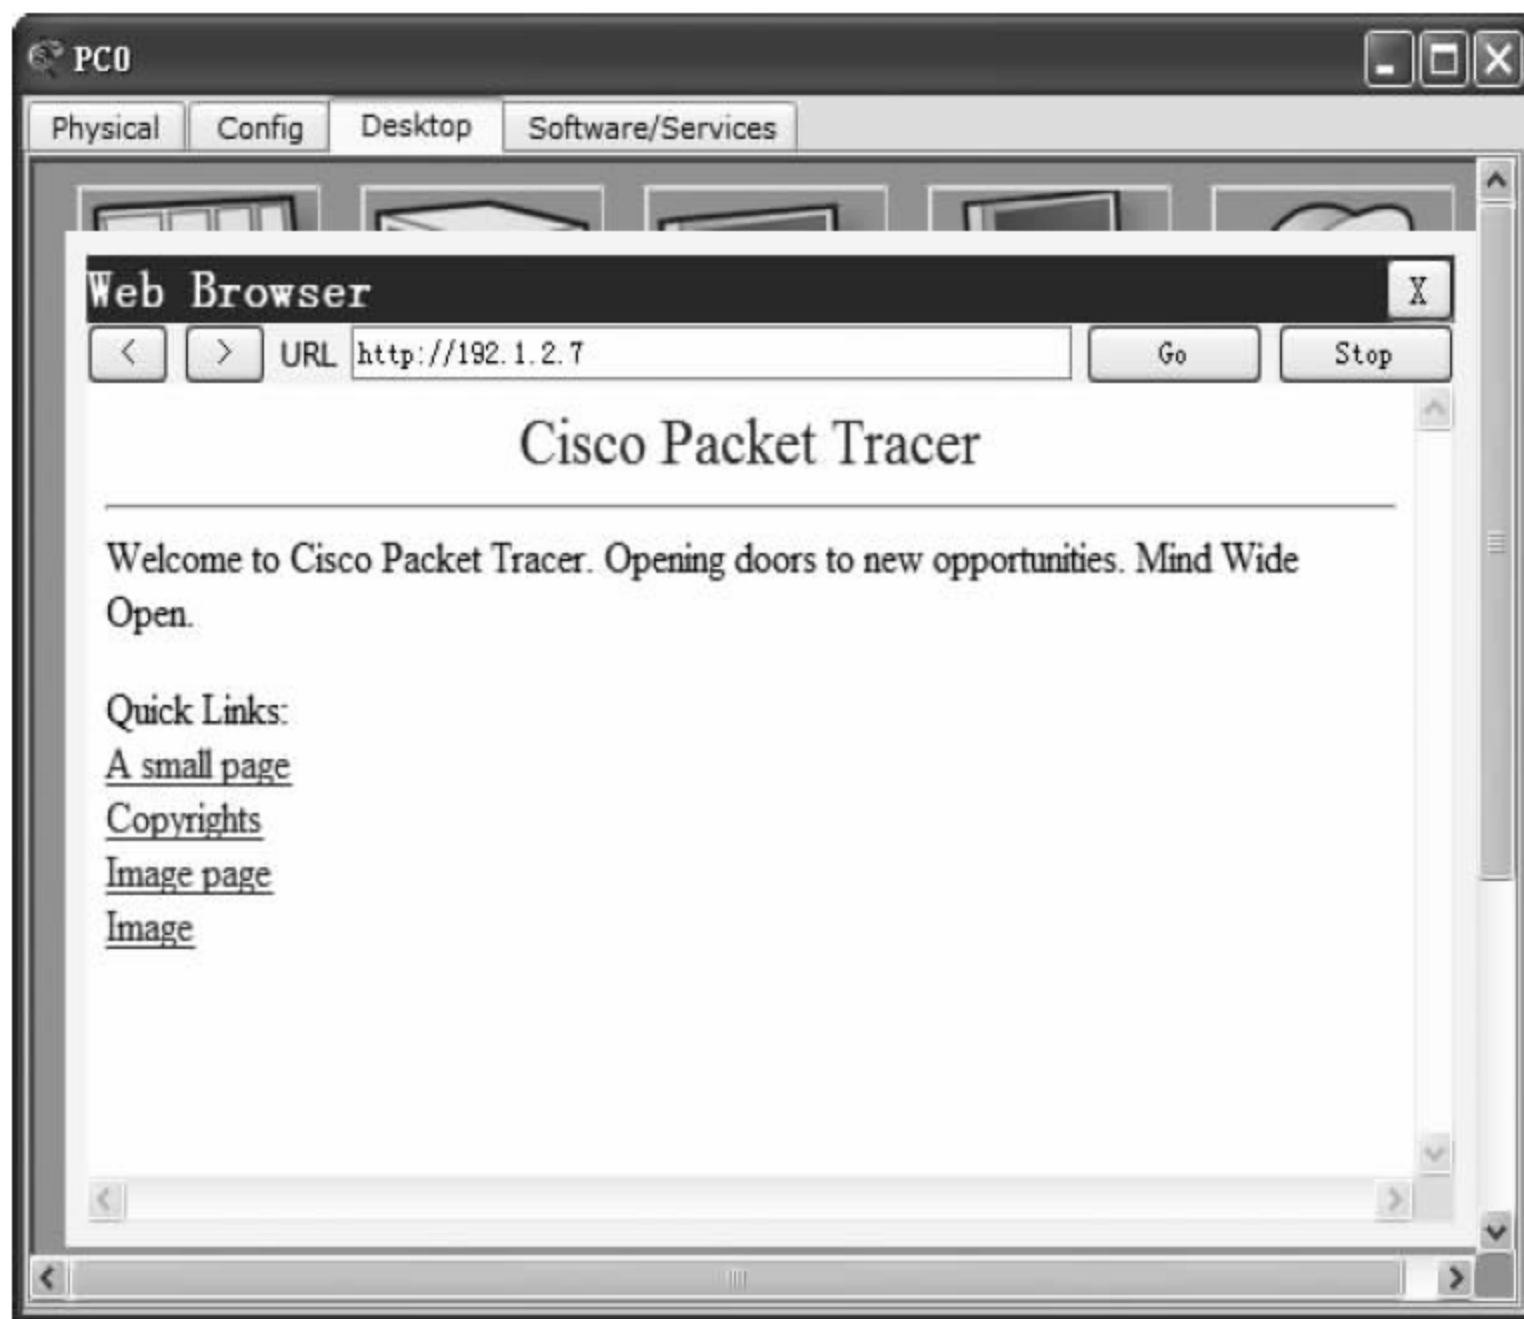 PC0
Physical Config Desktop Software/Services
Web Browser X
< > URL http://192.1.2.7 Go Stop
Cisco Packet Tracer
Welcome to Cisco Packet Tracer. Opening doors to new opportunities. Mind Wide
Open.
Quick Links:
A small page
Copyrights
Image page
Image